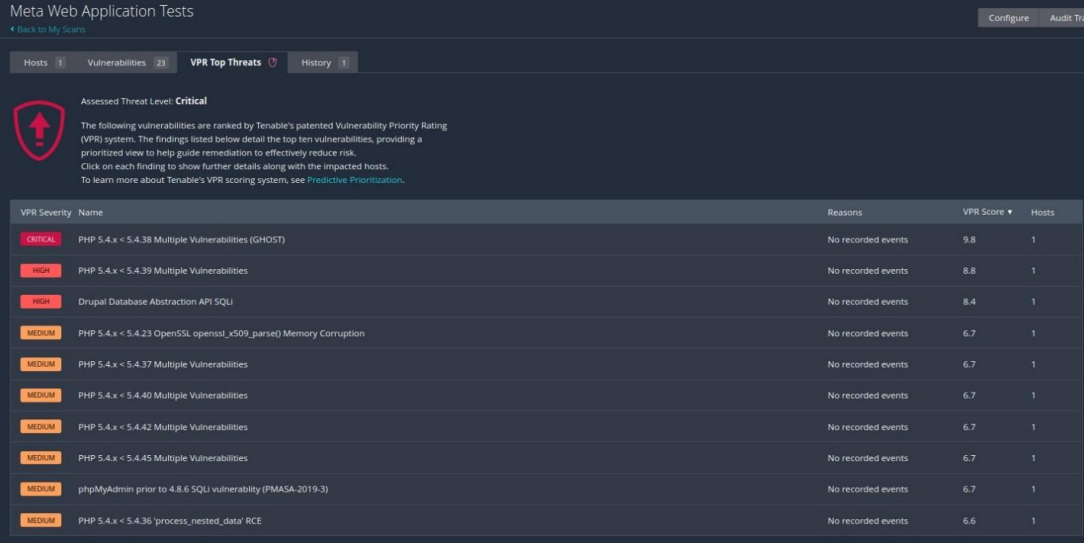 Meta Web Application Tests
Back to My Scans
Configure Audit Tra
Hosts 1 Vulnerabilities 23 VPR Top Threats History 1
Assessed Threat Level: Critical
The following vulnerabilities are ranked by Tenable's patented Vulnerability Priority Rating
(VPR) system. The findings listed below detail the top ten vulnerabilities, providing a
prioritized view to help guide remediation to effectively reduce risk.
Click on each finding to show further details along with the impacted hosts.
To learn more about Tenable's VPR scoring system, see Predictive Prioritization.
VPR Severity Name Reasons VPR Score ▼ Hosts
CRITICAL PHP 5.4.x < 5.4.38 Multiple Vulnerabilities (GHOST) No recorded events 9.8 1
HIGH PHP 5.4.x < 5.4.39 Multiple Vulnerabilities No recorded events 8.8 1
HIGH Drupal Database Abstraction API SQLi No recorded events 8.4 1
MEDIUM PHP 5.4.x < 5.4.23 OpenSSL openssl_x509_parse() Memory Corruption No recorded events 6.7 1
MEDIUM PHP 5.4.x < 5.4.37 Multiple Vulnerabilities No recorded events 6.7 1
MEDIUM PHP 5.4.x < 5.4.40 Multiple Vulnerabilities No recorded events 6.7 1
MEDIUM PHP 5.4.x < 5.4.42 Multiple Vulnerabilities No recorded events 6.7 1
MEDIUM PHP 5.4.x < 5.4.45 Multiple Vulnerabilities No recorded events 6.7 1
MEDIUM phpMyAdmin prior to 4.8.6 SQLi vulnerablity (PMASA-2019-3) No recorded events 6.7 1
MEDIUM PHP 5.4.x < 5.4.36 'process_nested_data' RCE No recorded events 6.6 1